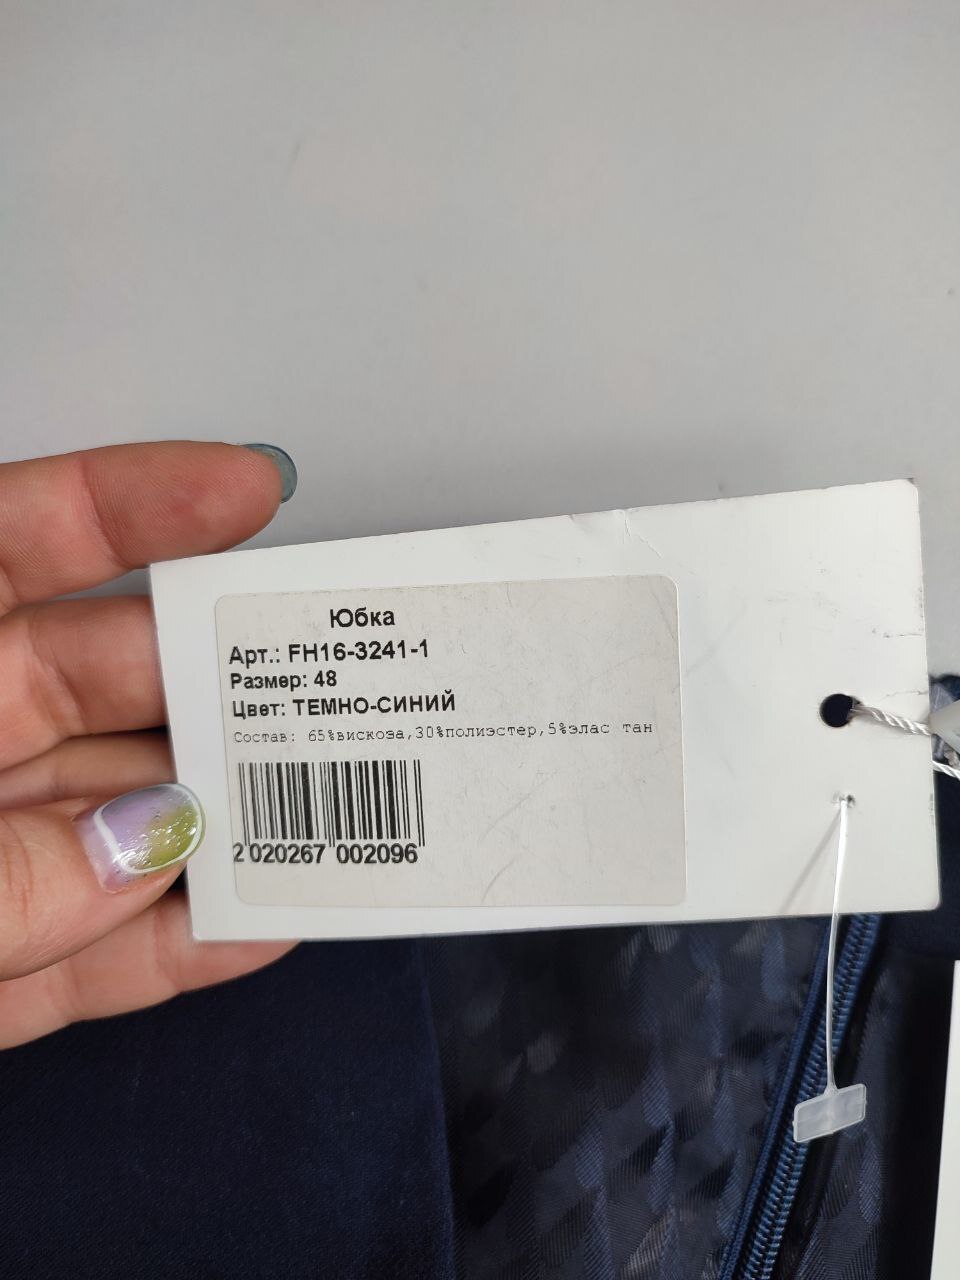 Юбка
Арт.: FH16-3241-1
Размер: 48
Цвет: ТЕМНО-СИНИЙ
Состав: 65%вискоза,30%полиэстер,5%элас тан
2 020267 002096